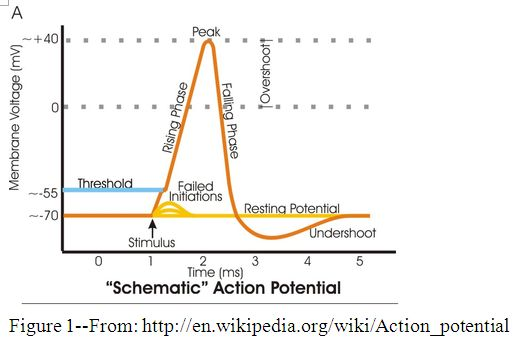 A
Peak
~+40
Overshoot
Membrane Voltage (mV)
0
Rising Phase
Falling Phase
Threshold
Failed
Initiations
~-55
Resting Potential
~-70
Undershoot
Stimulus
0 1 2 3 4 5
Time (ms)
“Schematic” Action Potential
Figure 1--From: http://en.wikipedia.org/wiki/Action_potential